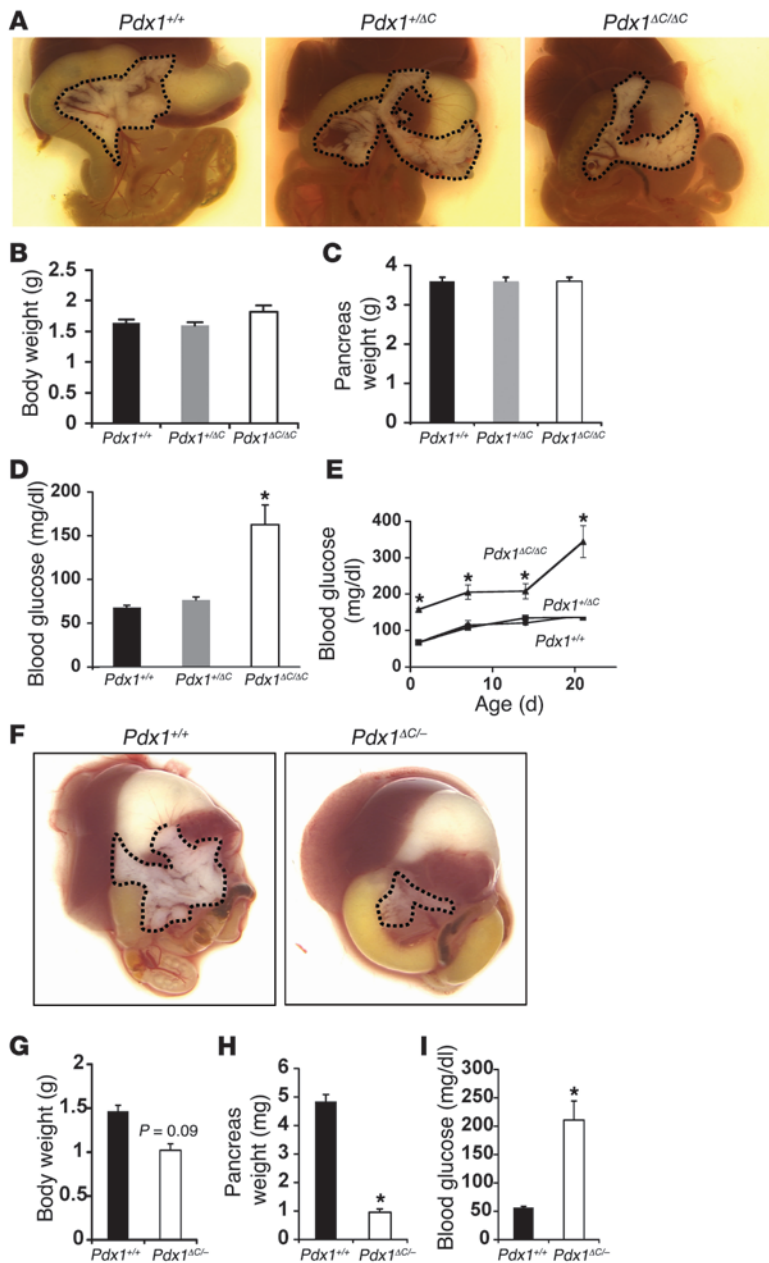 A
Pdx1+/+
Pdx1+/ΔC
Pdx1ΔC/ΔC
B
Body weight (g)
2.5
2
1.5
1
0.5
0
Pdx1+/+
Pdx1+/ΔC
Pdx1ΔC/ΔC
C
Pancreas
weight (g)
4
3
2
1
0
Pdx1+/+
Pdx1+/ΔC
Pdx1ΔC/ΔC
D
Blood glucose (mg/dl)
200
150
100
50
0
*
Pdx1+/+
Pdx1+/ΔC
Pdx1ΔC/ΔC
E
Blood glucose
(mg/dl)
400
300
200
100
0
*
*
*
*
Pdx1ΔC/ΔC
Pdx1+/ΔC
Pdx1+/+
0
10
20
Age (d)
F
Pdx1+/+
Pdx1ΔC/–
G
Body weight (g)
2
1.5
1
0.5
0
P = 0.09
Pdx1+/+
Pdx1ΔC/–
H
Pancreas
weight (mg)
6
5
4
3
2
1
0
*
Pdx1+/+
Pdx1ΔC/–
I
Blood glucose (mg/dl)
300
250
200
150
100
50
0
*
Pdx1+/+
Pdx1ΔC/–